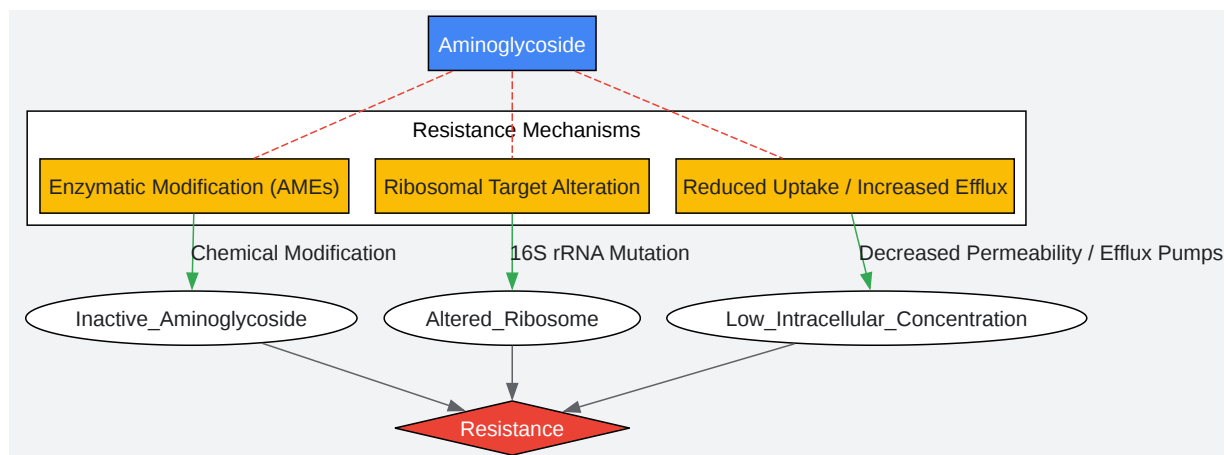 Aminoglycoside
Resistance Mechanisms
Enzymatic Modification (AMEs)
Ribosomal Target Alteration
Reduced Uptake / Increased Efflux
Chemical Modification
16S rRNA Mutation
Decreased Permeability / Efflux Pumps
Inactive_Aminoglycoside
Altered_Ribosome
Low_Intracellular_Concentration
Resistance